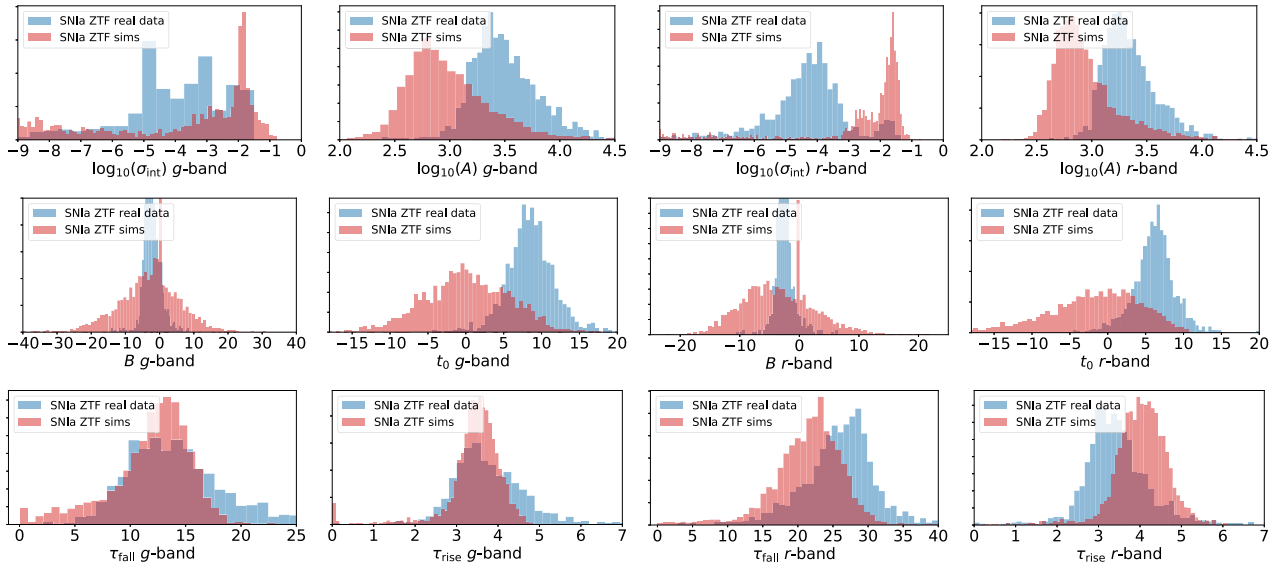 SNIa ZTF real data
SNIa ZTF sims
−9 −8 −7 −6 −5 −4 −3 −2 −1 0
log10(σint) g-band
SNIa ZTF real data
SNIa ZTF sims
2.0 2.5 3.0 3.5 4.0 4.5
log10(A) g-band
SNIa ZTF real data
SNIa ZTF sims
−9 −8 −7 −6 −5 −4 −3 −2 −1 0
log10(σint) r-band
SNIa ZTF real data
SNIa ZTF sims
2.0 2.5 3.0 3.5 4.0 4.5
log10(A) r-band
SNIa ZTF real data
SNIa ZTF sims
−40 −30 −20 −10 0 10 20 30 40
B g-band
SNIa ZTF real data
SNIa ZTF sims
−15 −10 −5 0 5 10 15 20
t0 g-band
SNIa ZTF real data
SNIa ZTF sims
−20 −10 0 10 20
B r-band
SNIa ZTF real data
SNIa ZTF sims
−15 −10 −5 0 5 10 15 20
t0 r-band
SNIa ZTF real data
SNIa ZTF sims
0 5 10 15 20 25
τfall g-band
SNIa ZTF real data
SNIa ZTF sims
0 1 2 3 4 5 6 7
τrise g-band
SNIa ZTF real data
SNIa ZTF sims
0 5 10 15 20 25 30 35 40
τfall r-band
SNIa ZTF real data
SNIa ZTF sims
0 1 2 3 4 5 6 7
τrise r-band